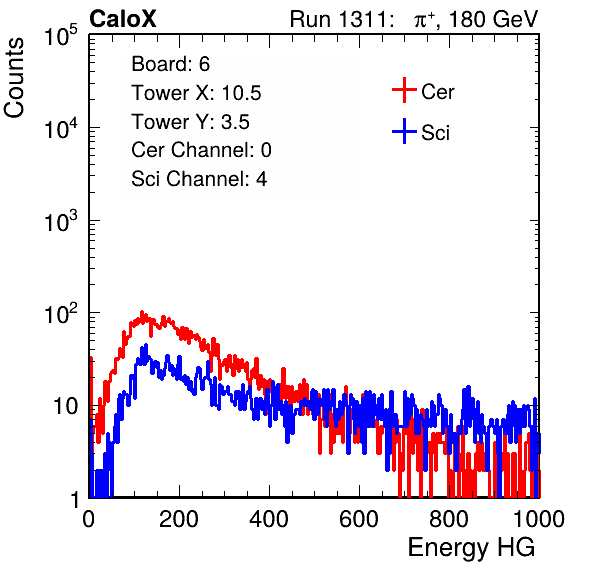 CaloX Run 1311: π⁺, 180 GeV
Counts
10⁵
10⁴
10³
10²
10
1
Board: 6
Tower X: 10.5
Tower Y: 3.5
Cer Channel: 0
Sci Channel: 4
Cer
Sci
0 200 400 600 800 1000
Energy HG